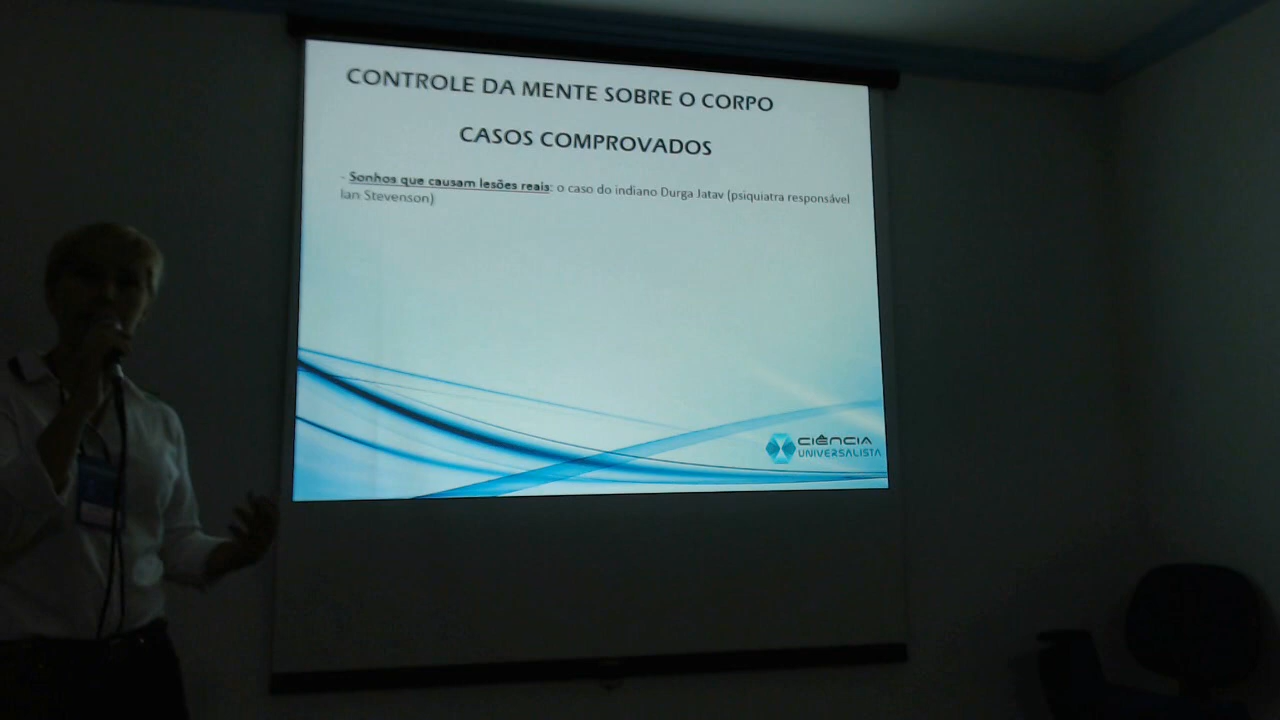 CONTROLE DA MENTE SOBRE O CORPO
CASOS COMPROVADOS
- Sonhos que causam lesões reais: o caso do indiano Durga Jatav (psiquiatra responsável
Ian Stevenson)
CIÊNCIA
UNIVERSALISTA